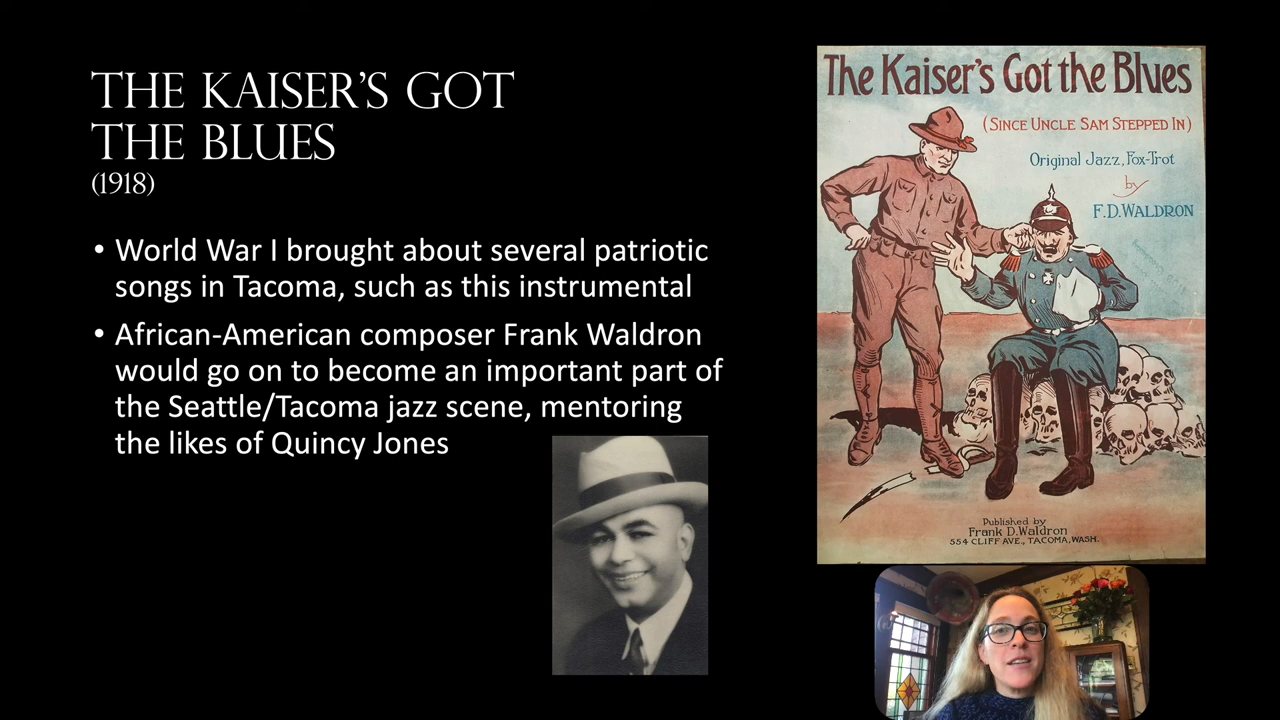 THE KAISER'S GOT
THE BLUES
(1918)
• World War I brought about several patriotic
songs in Tacoma, such as this instrumental
• African-American composer Frank Waldron
would go on to become an important part of
the Seattle/Tacoma jazz scene, mentoring
the likes of Quincy Jones
The Kaiser's Got the Blues
(SINCE UNCLE SAM STEPPED IN)
Original Jazz, Fox-Trot
by
F.D. WALDRON
Published by
Frank D. Waldron
554 CLIFF AVE., TACOMA, WASH.